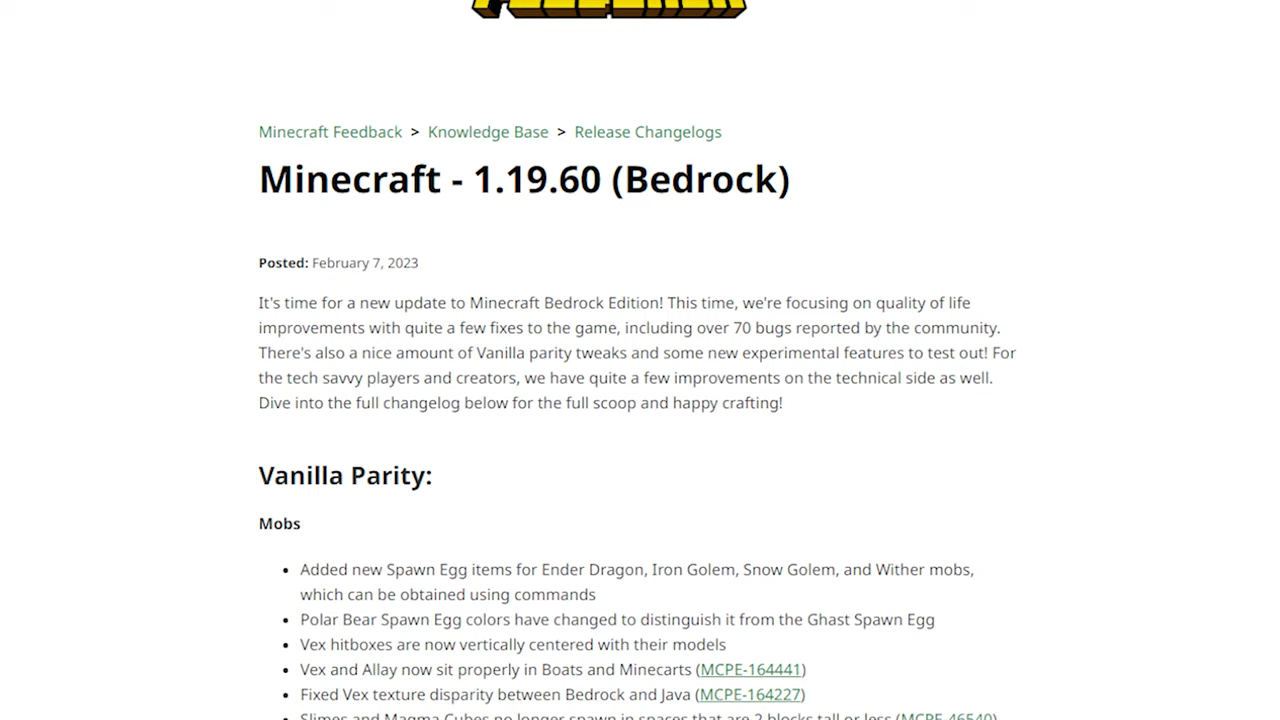 Minecraft Feedback > Knowledge Base > Release Changelogs
Minecraft - 1.19.60 (Bedrock)
Posted: February 7, 2023
It's time for a new update to Minecraft Bedrock Edition! This time, we're focusing on quality of life
improvements with quite a few fixes to the game, including over 70 bugs reported by the community.
There's also a nice amount of Vanilla parity tweaks and some new experimental features to test out! For
the tech savvy players and creators, we have quite a few improvements on the technical side as well.
Dive into the full changelog below for the full scoop and happy crafting!
Vanilla Parity:
Mobs
• Added new Spawn Egg items for Ender Dragon, Iron Golem, Snow Golem, and Wither mobs,
which can be obtained using commands
• Polar Bear Spawn Egg colors have changed to distinguish it from the Ghast Spawn Egg
• Vex hitboxes are now vertically centered with their models
• Vex and Allay now sit properly in Boats and Minecarts (MCPE-164441)
• Fixed Vex texture disparity between Bedrock and Java (MCPE-164227)
• Slimes and Magma Cubes no longer spawn in spaces that are 2 blocks tall or less (MCPE-46540)